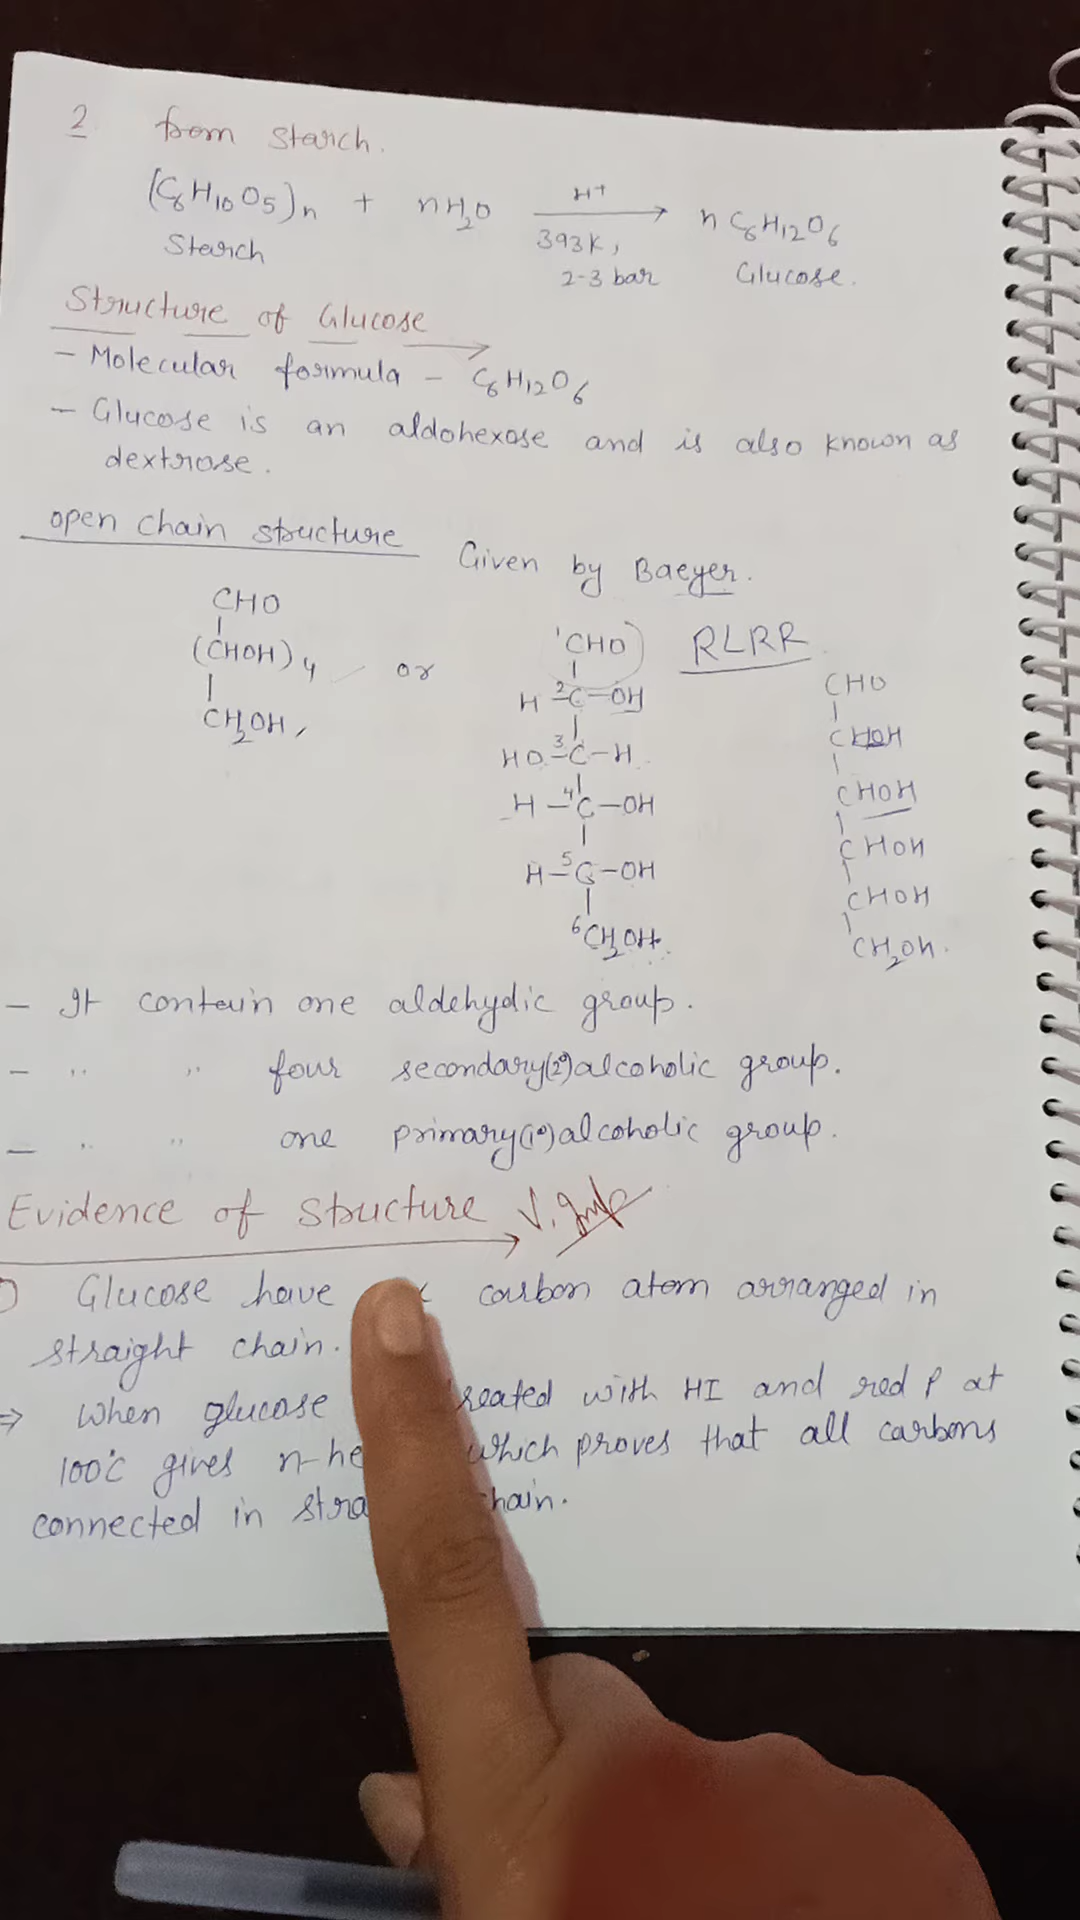 2 from starch.
(C6H10O5)n + nH2O H+ n C6H12O6
Starch 393K, Glucose.
2-3 bar
Structure of Glucose
- Molecular formula - C6H12O6
- Glucose is an aldohexose and is also known as
dextrose.
open chain structure Given by Baeyer.
CHO
(CHOH)4
CH2OH,
or
1CHO RLRR
H -2C-OH
HO-3C-H
H-4C-OH
H-5C-OH
6CH2OH
CHO
CHOH
CHOH
CHOH
CHOH
CH2OH.
- It contain one aldehydic group.
- " " four secondary(2°)alcoholic group.
- " " one primary(1°)alcoholic group.
Evidence of structure V. Imp
Glucose have carbon atom arranged in
straight chain.
⇒ When glucose with HI and red P at
100°C gives which proves that all carbons
connected in